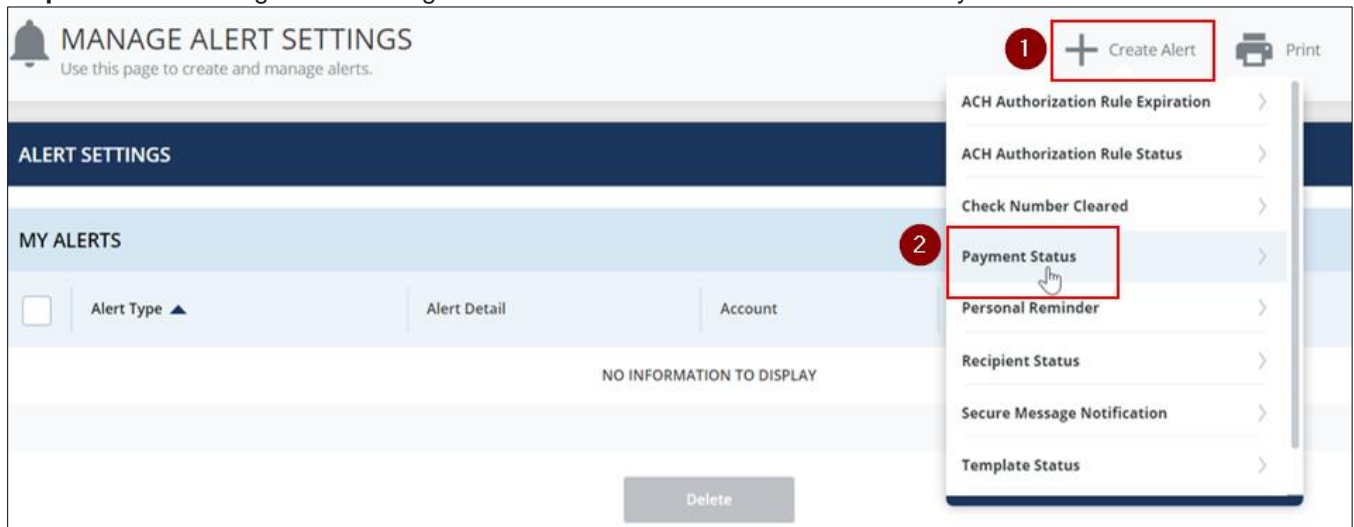 MANAGE ALERT SETTINGS
Use this page to create and manage alerts.
1
Create Alert
Print
ACH Authorization Rule Expiration
ALERT SETTINGS
ACH Authorization Rule Status
Check Number Cleared
MY ALERTS
2
Payment Status
Alert Type
Alert Detail
Account
Personal Reminder
NO INFORMATION TO DISPLAY
Recipient Status
Secure Message Notification
Template Status
Delete